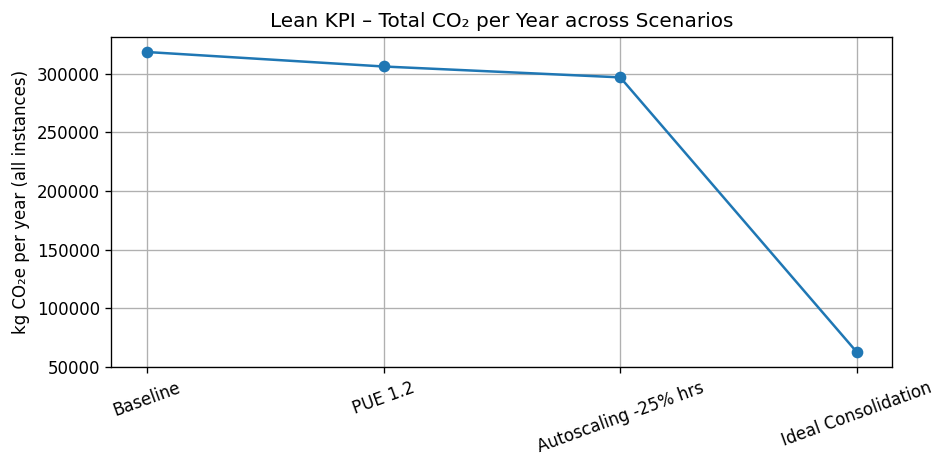 Lean KPI – Total CO₂ per Year across Scenarios
kg CO₂e per year (all instances)
300000
250000
200000
150000
100000
50000
Baseline
PUE 1.2
Autoscaling -25% hrs
Ideal Consolidation